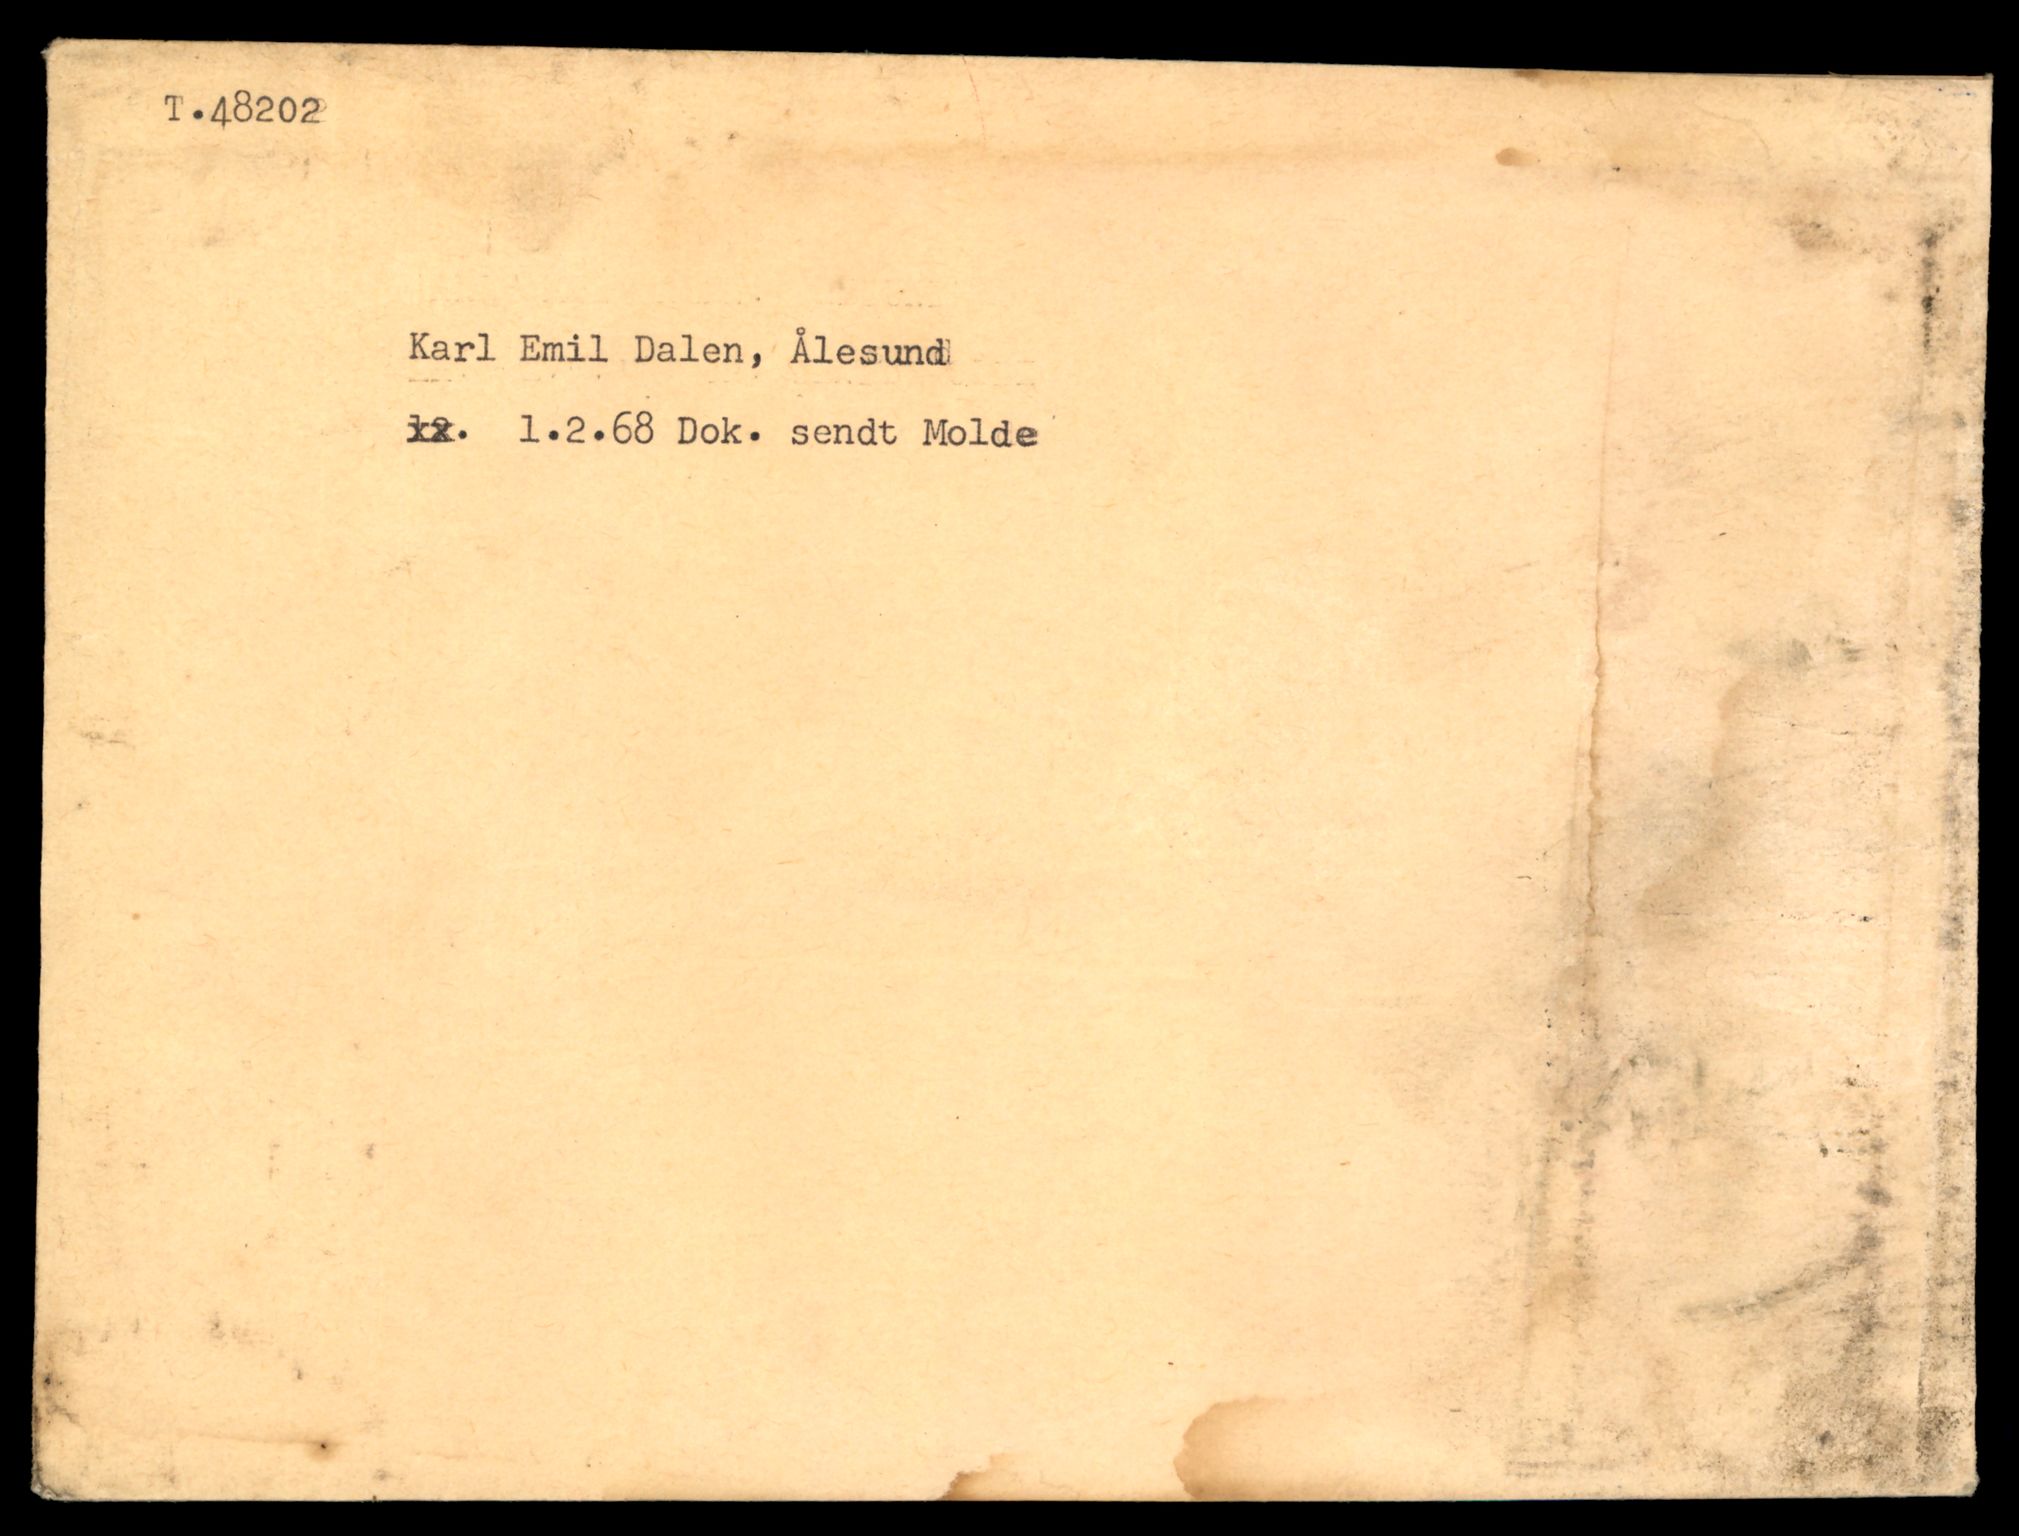 T.48202
Karl Emil Dalen, Ålesund
1.2.68 Dok. sendt Molde